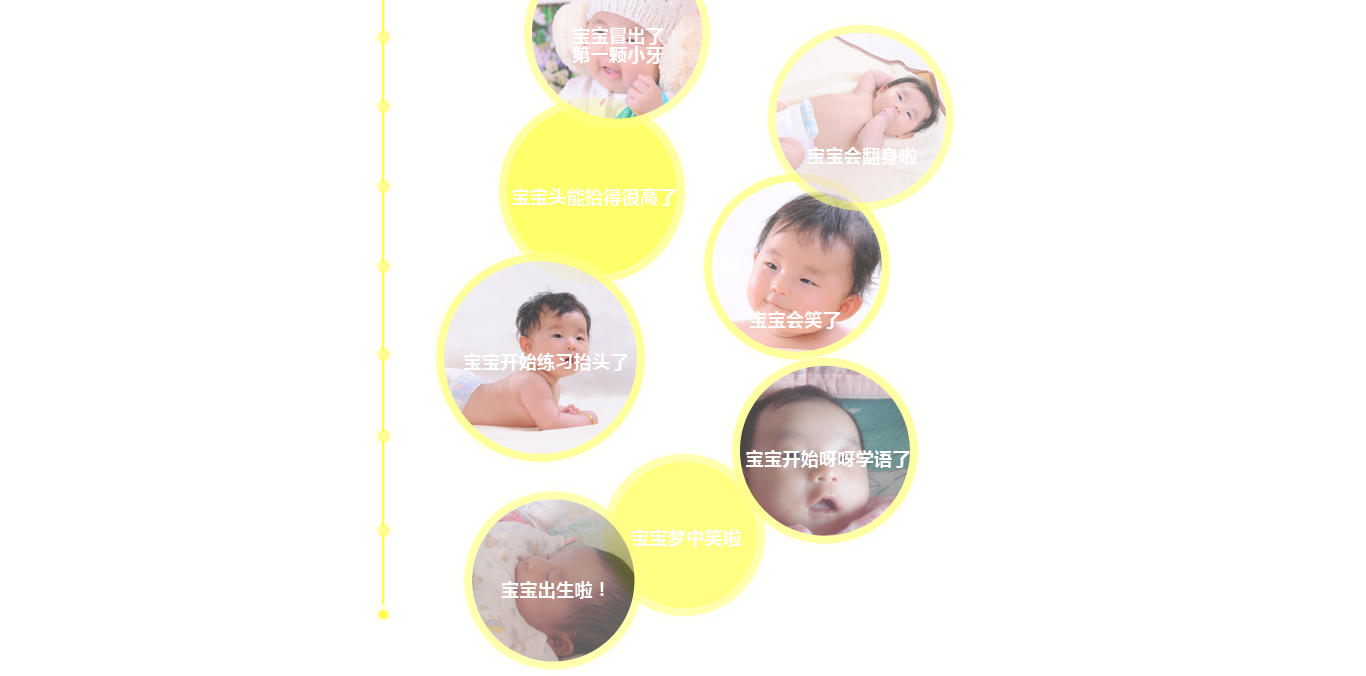 宝宝冒出了
第一颗小牙
宝宝会翻身啦
宝宝头能抬得很高了
宝宝会笑了
宝宝开始练习抬头了
宝宝开始呀呀学语了
宝宝梦中笑啦
宝宝出生啦！